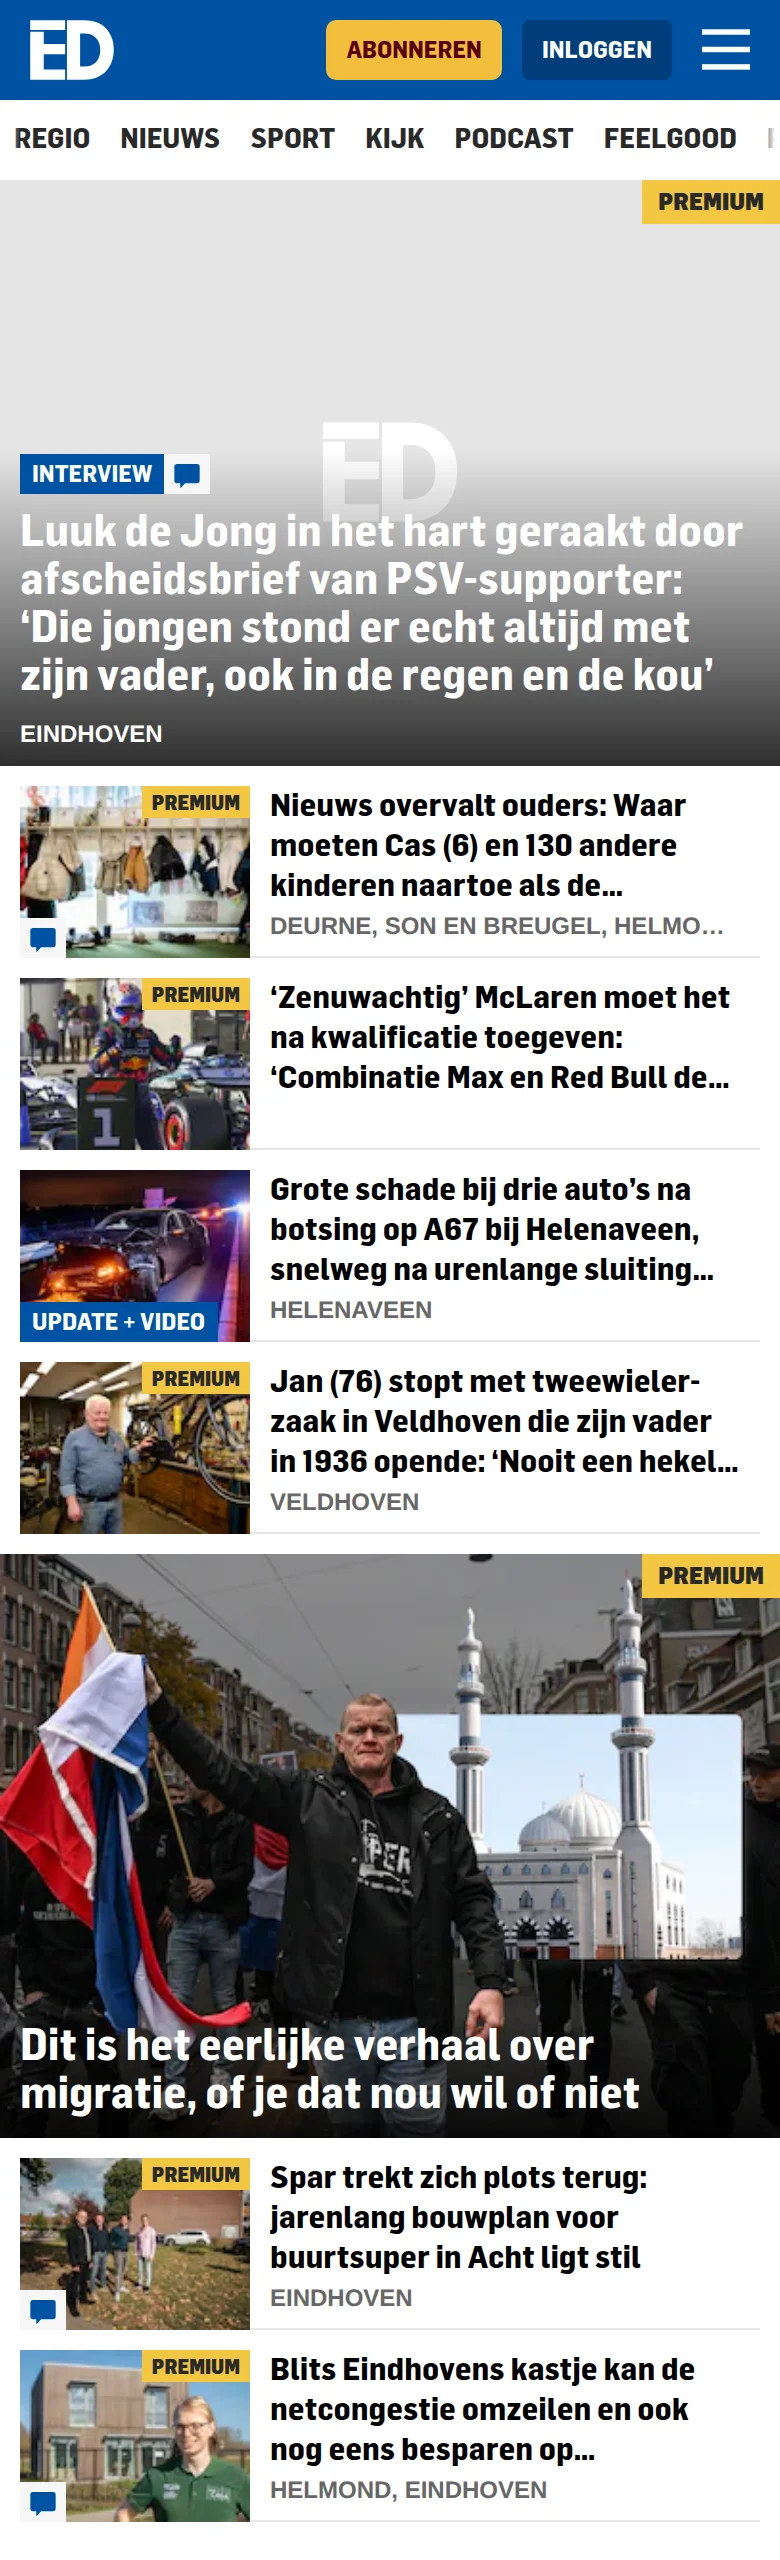 ED
ABONNEREN
INLOGGEN
REGIO NIEUWS SPORT KIJK PODCAST FEELGOOD
PREMIUM
ED
INTERVIEW
Luuk de Jong in het hart geraakt door
afscheidsbrief van PSV-supporter:
‘Die jongen stond er echt altijd met
zijn vader, ook in de regen en de kou’
EINDHOVEN
PREMIUM
Nieuws overvalt ouders: Waar
moeten Cas (6) en 130 andere
kinderen naartoe als de...
DEURNE, SON EN BREUGEL, HELMO...
PREMIUM
1
‘Zenuwachtig’ McLaren moet het
na kwalificatie toegeven:
‘Combinatie Max en Red Bull de...
UPDATE + VIDEO
Grote schade bij drie auto’s na
botsing op A67 bij Helenaveen,
snelweg na urenlange sluiting...
HELENAVEEN
PREMIUM
Jan (76) stopt met tweewieler-
zaak in Veldhoven die zijn vader
in 1936 opende: ‘Nooit een hekel...
VELDHOVEN
PREMIUM
Dit is het eerlijke verhaal over
migratie, of je dat nou wil of niet
PREMIUM
Spar trekt zich plots terug:
jarenlang bouwplan voor
buurtsuper in Acht ligt stil
EINDHOVEN
PREMIUM
Blits Eindhovens kastje kan de
netcongestie omzeilen en ook
nog eens besparen op...
HELMOND, EINDHOVEN